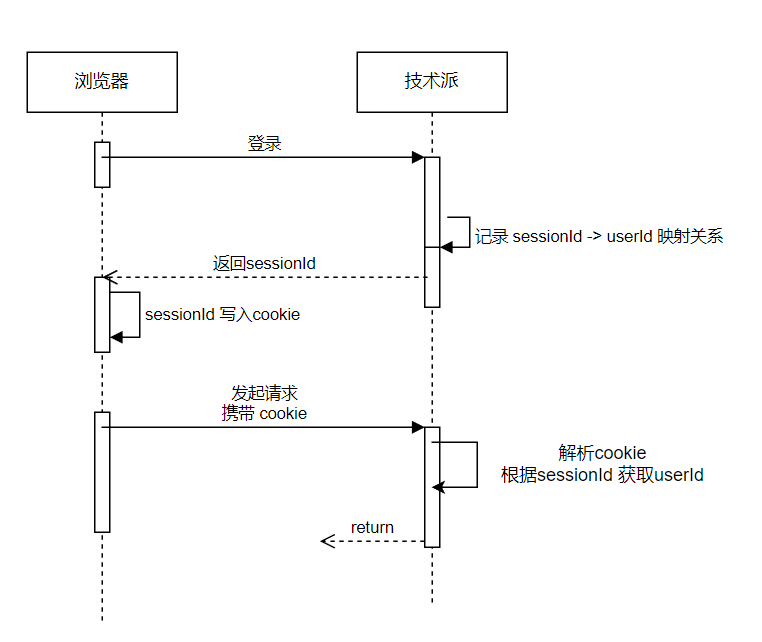 浏览器
技术派
登录
记录 sessionId -> userId 映射关系
返回sessionId
sessionId 写入cookie
发起请求
携带 cookie
解析cookie
根据sessionId 获取userId
return